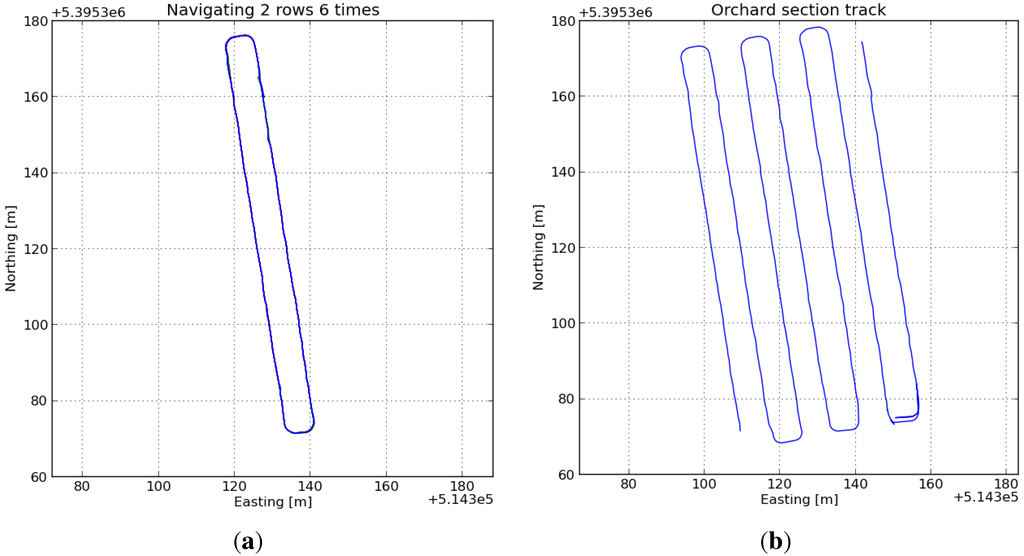 Navigating 2 rows 6 times
+5.3953e6
180
160
140
120
100
80
60
Northing [m]
80 100 120 140 160 180
Easting [m]
+5.143e5
(a)
Orchard section track
+5.3953e6
180
160
140
120
100
80
60
Northing [m]
80 100 120 140 160 180
Easting [m]
+5.143e5
(b)